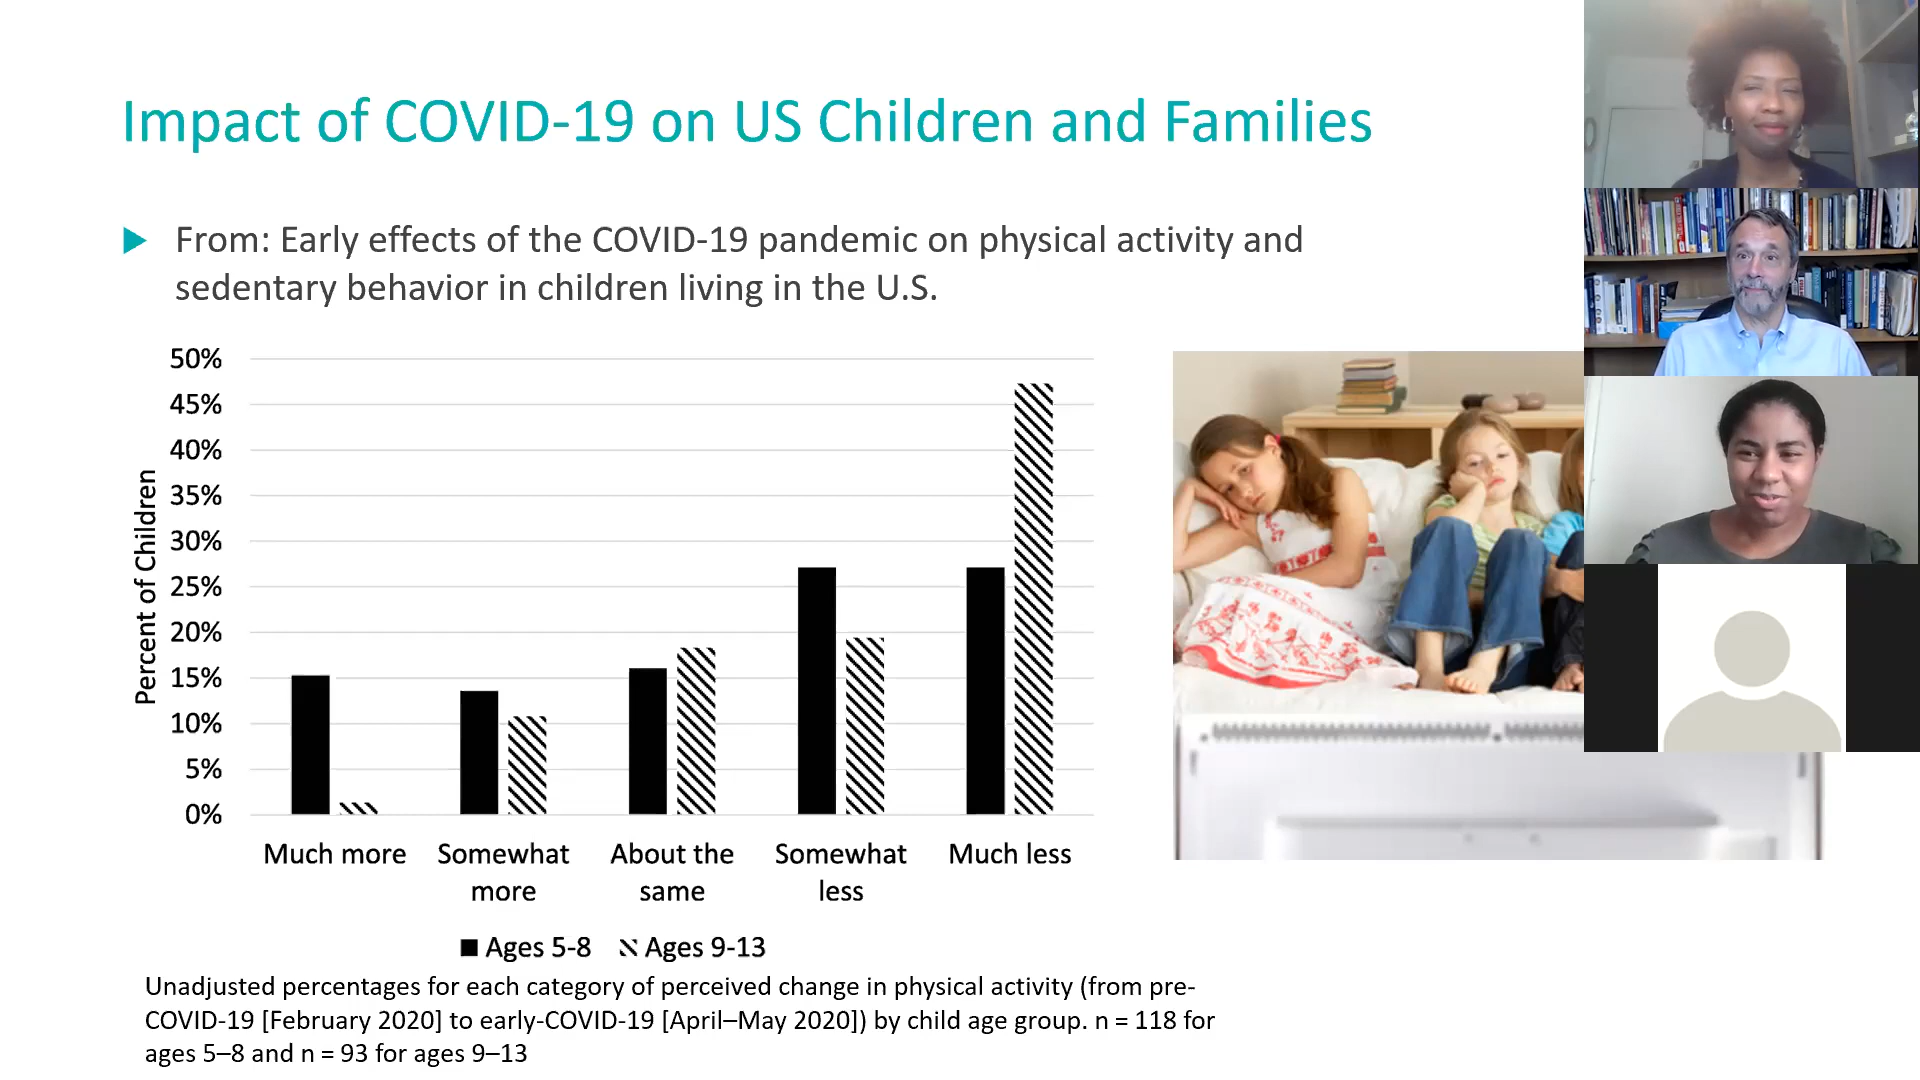 Impact of COVID-19 on US Children and Families
From: Early effects of the COVID-19 pandemic on physical activity and
sedentary behavior in children living in the U.S.
50%
45%
40%
35%
30%
25%
20%
15%
10%
5%
0%
Percent of Children
Much more
Somewhat
more
About the
same
Somewhat
less
Much less
Ages 5-8
Ages 9-13
Unadjusted percentages for each category of perceived change in physical activity (from pre-
COVID-19 [February 2020] to early-COVID-19 [April–May 2020]) by child age group. n = 118 for
ages 5–8 and n = 93 for ages 9–13